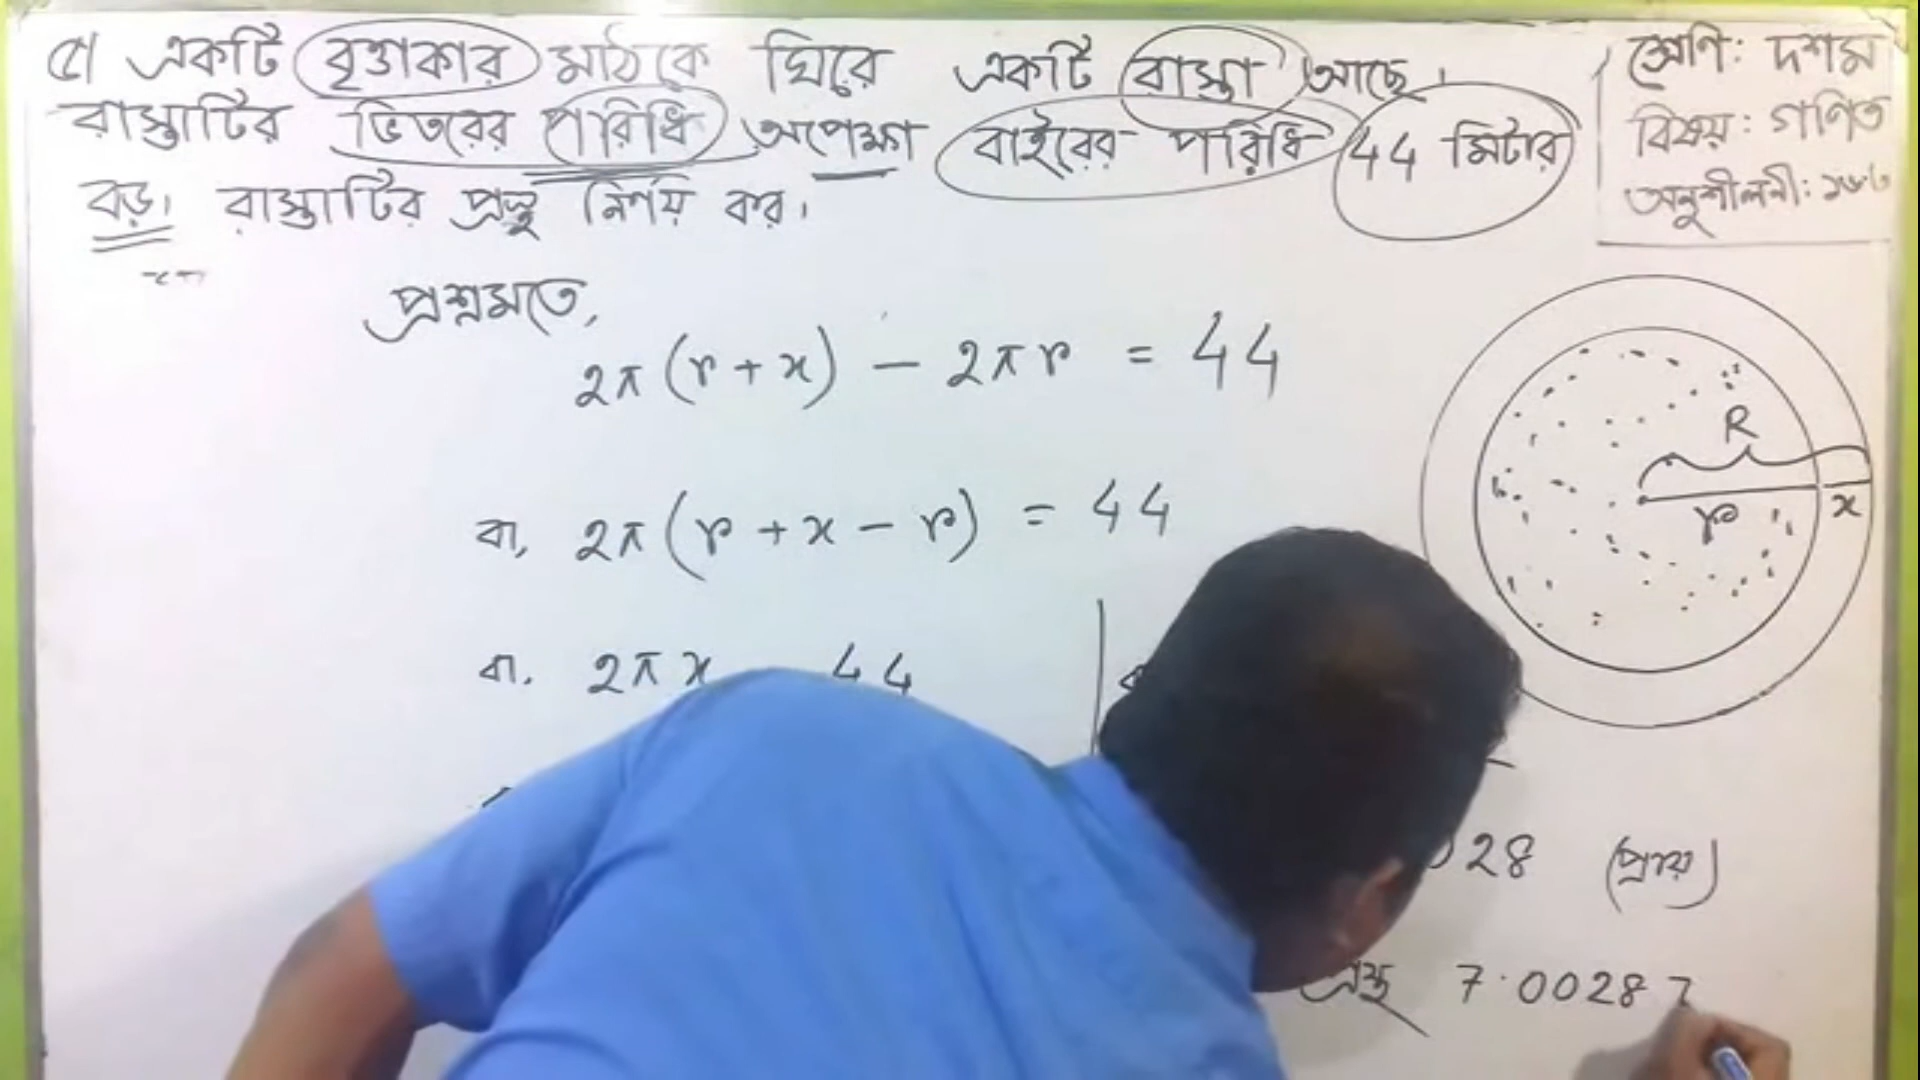 ৫। একটি বৃত্তাকার মাঠকে ঘিরে একটি রাস্তা আছে।
রাস্তাটির ভিতরের পরিধি অপেক্ষা বাইরের পরিধি 44 মিটার
বড়। রাস্তাটির প্রস্থ নির্ণয় কর।
শ্রেণি: দশম
বিষয়: গণিত
অনুশীলনী: ১৬.৩
প্রশ্নমতে,
2π(r + x) − 2πr = 44
বা, 2π(r + x − r) = 44
বা, 2πx 44
R
r x
28 (প্রায়)
প্রস্থ 7.0028